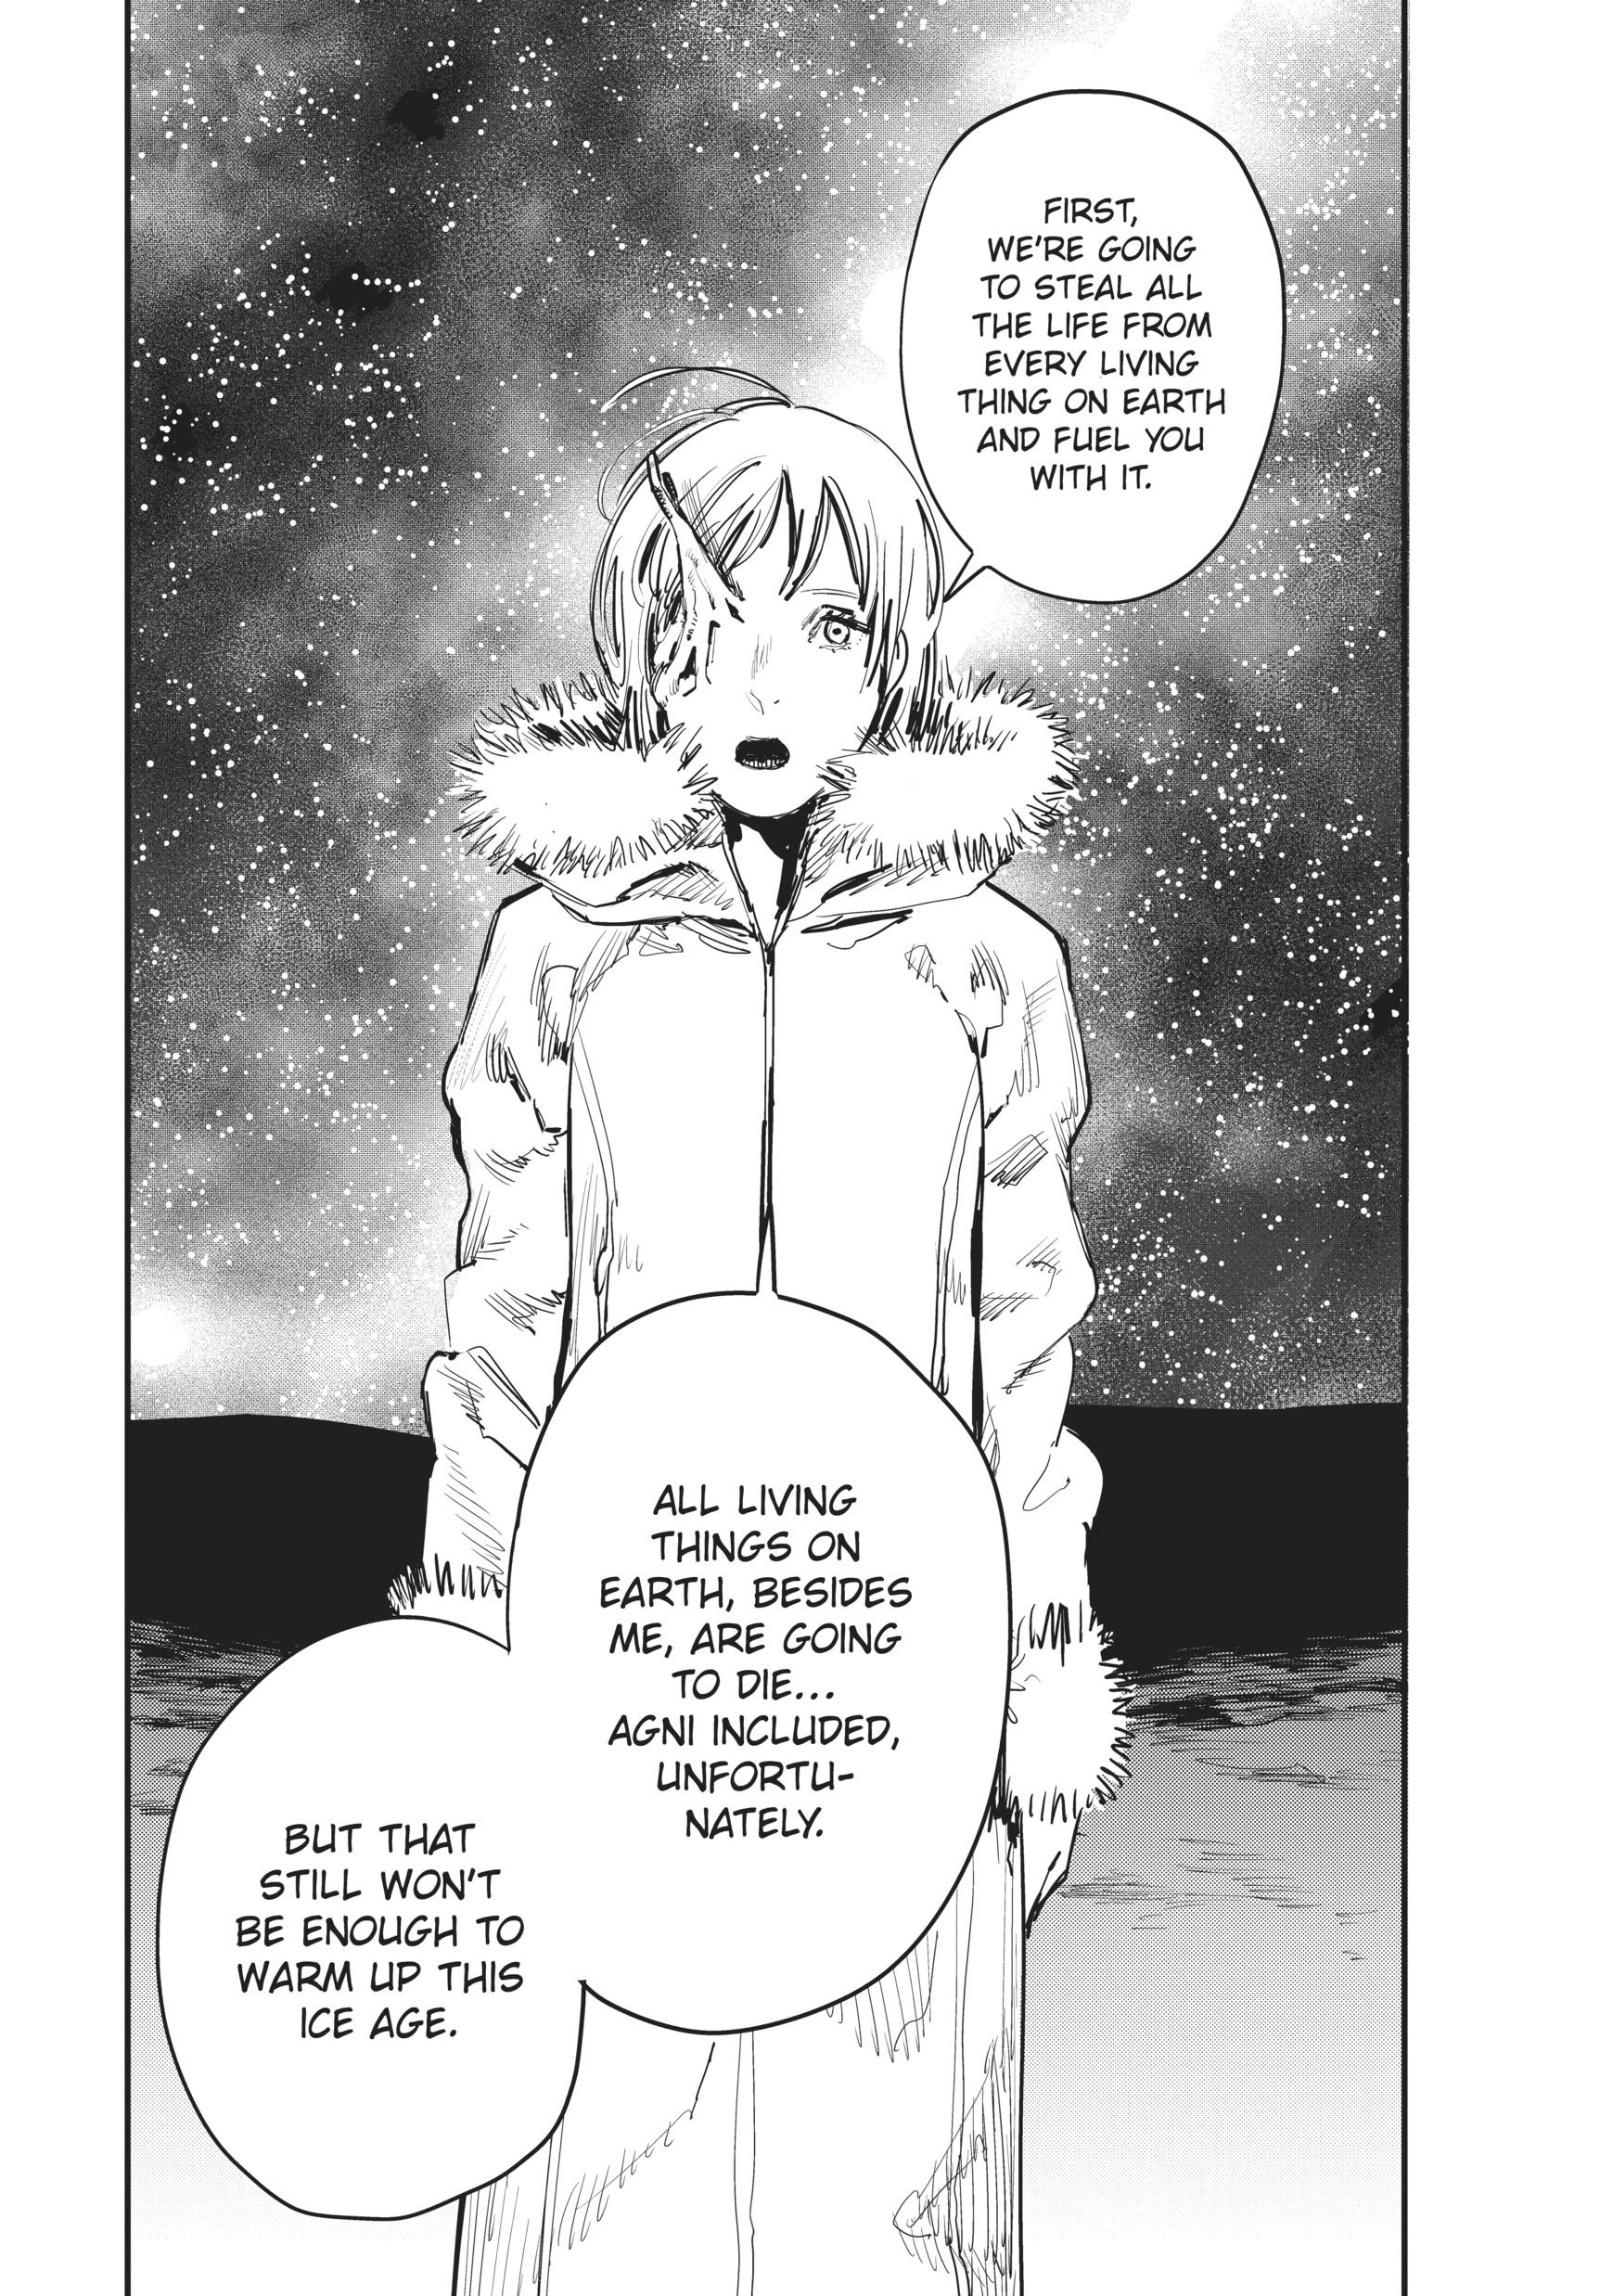 FIRST,
WE'RE GOING
TO STEAL ALL
THE LIFE FROM
EVERY LIVING
THING ON EARTH
AND FUEL YOU
WITH IT.
ALL LIVING
THINGS ON
EARTH, BESIDES
ME, ARE GOING
TO DIE...
AGNI INCLUDED,
UNFORTU-
NATELY.
BUT THAT
STILL WON'T
BE ENOUGH TO
WARM UP THIS
ICE AGE.